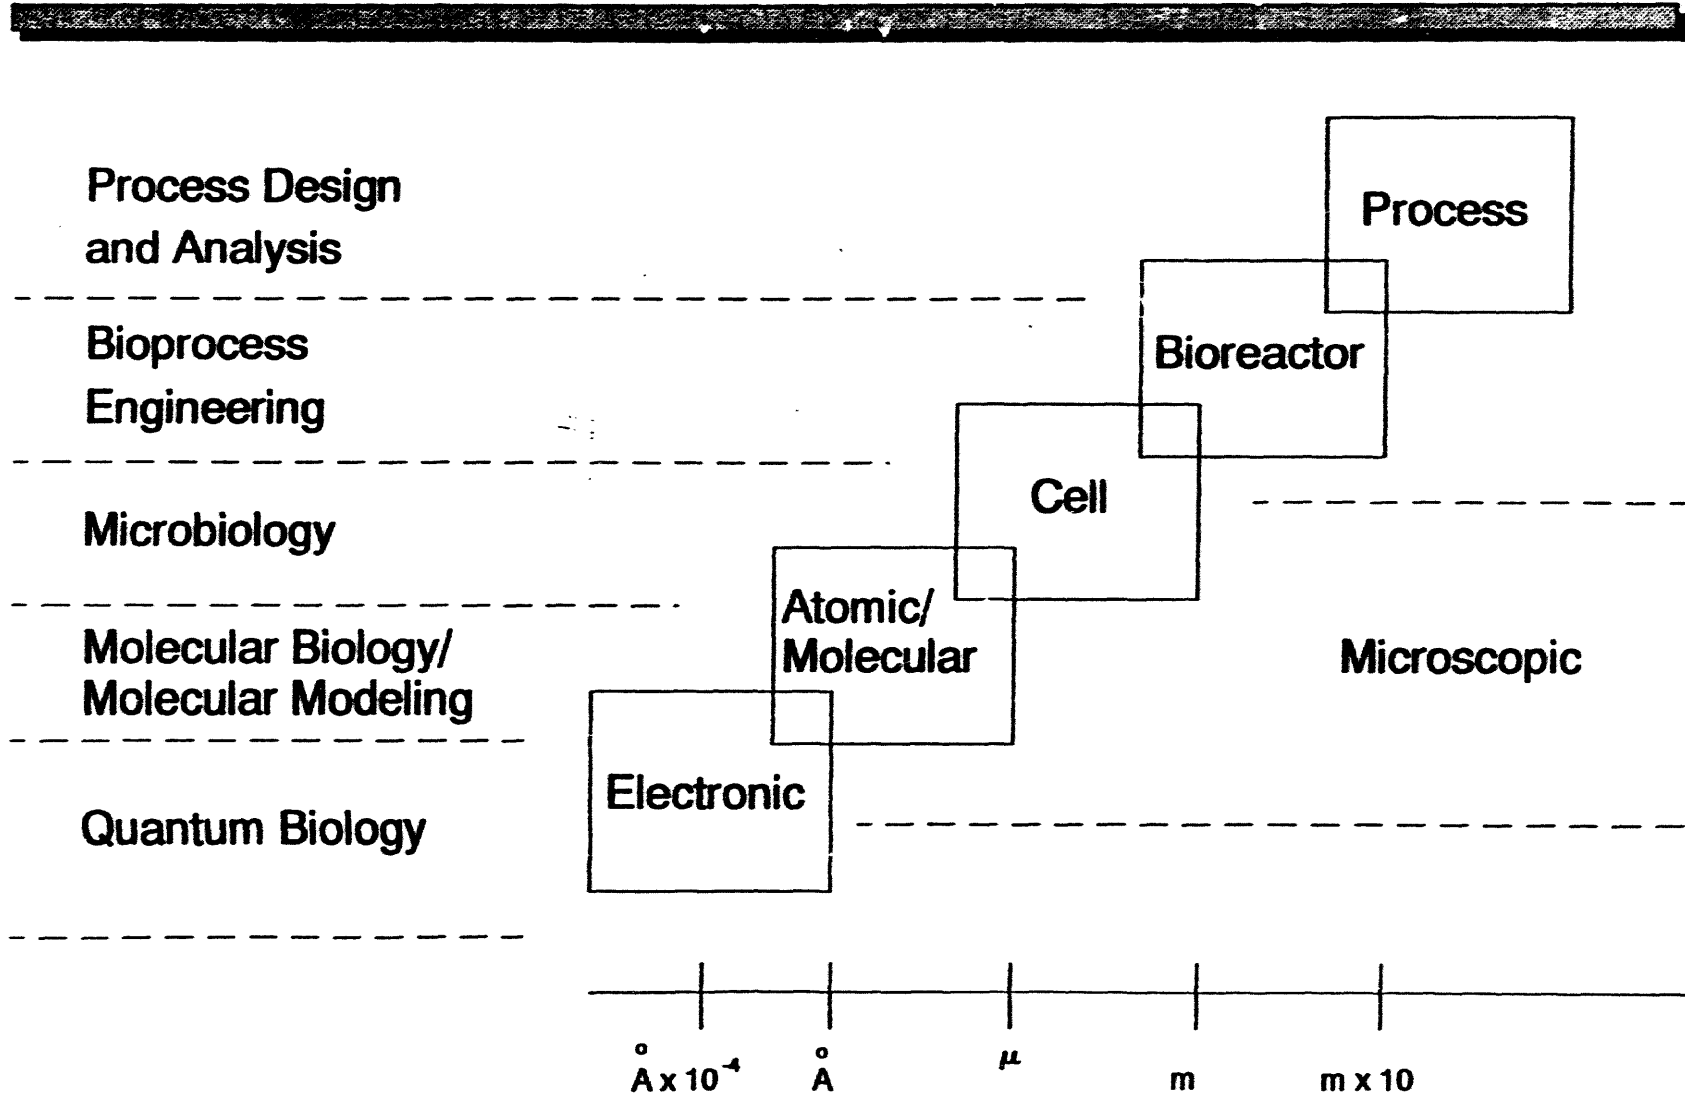 Process Design
and Analysis
Process
Bioprocess
Engineering
Bioreactor
Microbiology
Cell
Molecular Biology/
Molecular Modeling
Atomic/
Molecular
Microscopic
Quantum Biology
Electronic
Å x 10⁻⁴
Å
μ
m
m x 10